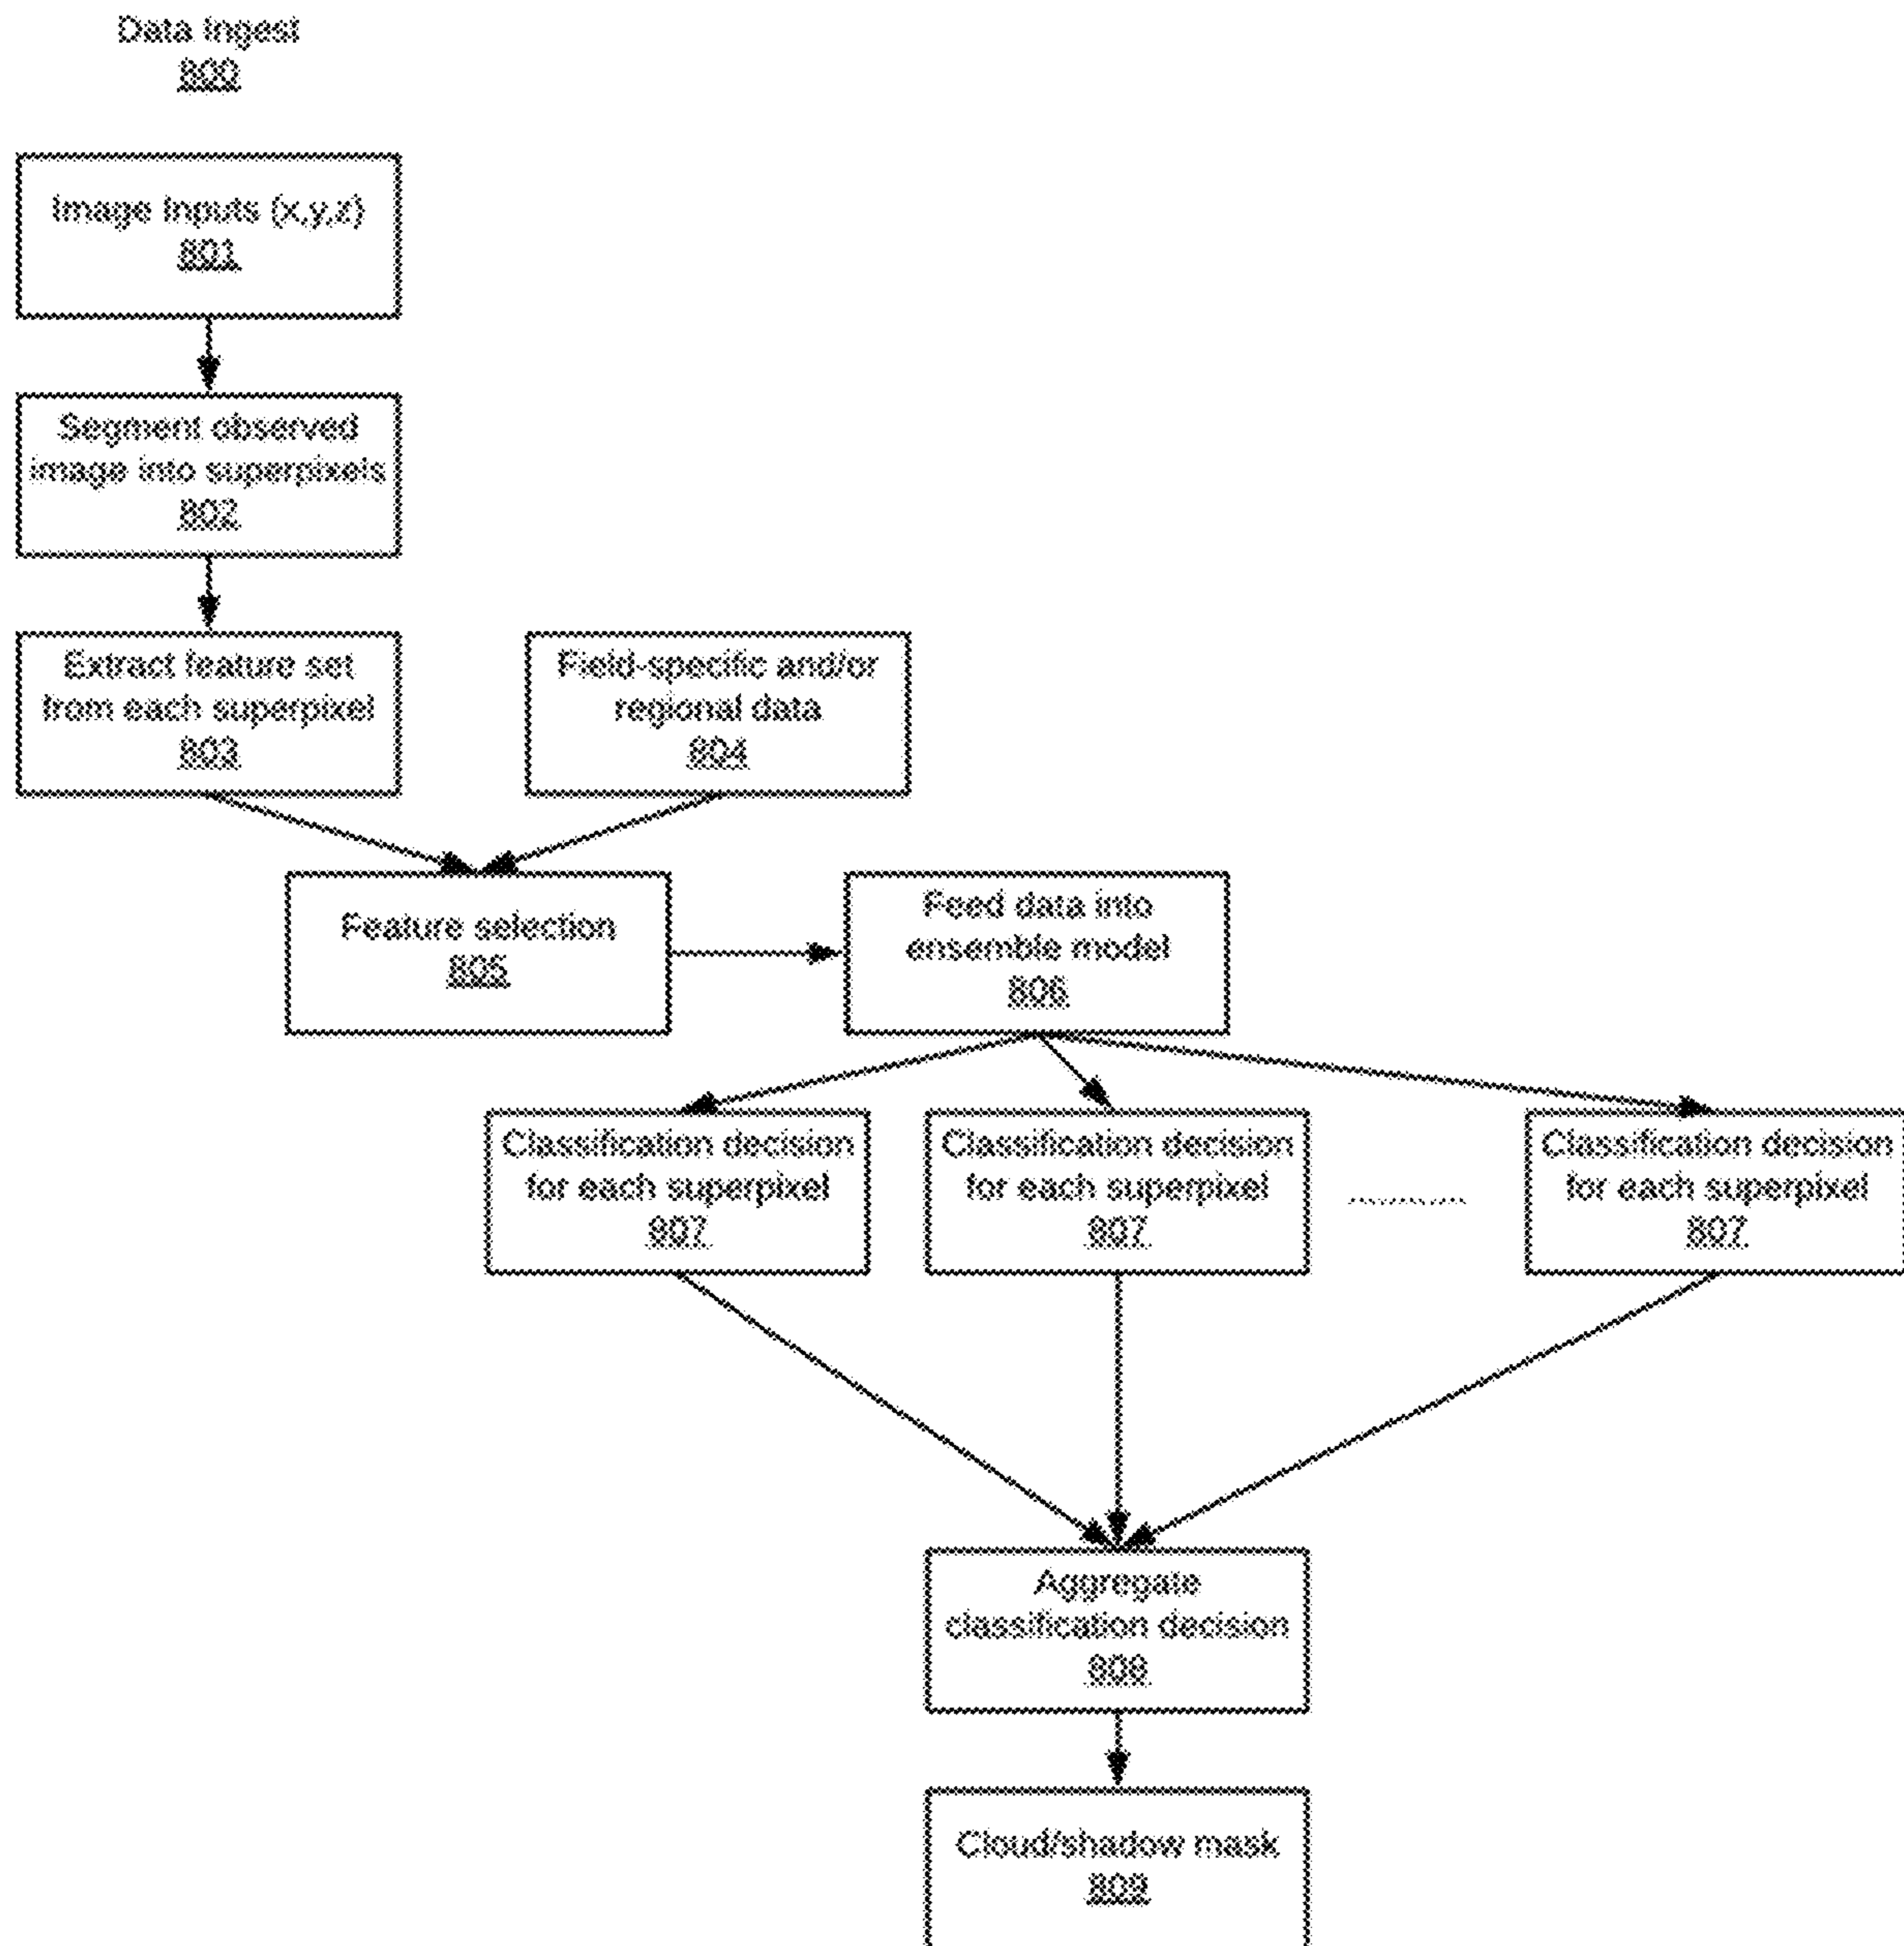 Data Ingest
800
Image Inputs (x,y,z)
801
Segment observed
image into superpixels
802
Extract feature set
from each superpixel
803
Field-specific and/or
regional data
804
Feature selection
805
Feed data into
ensemble model
806
Classification decision
for each superpixel
807
Classification decision
for each superpixel
807
.............
Classification decision
for each superpixel
807
Aggregate
classification decision
808
Cloud/shadow mask
809